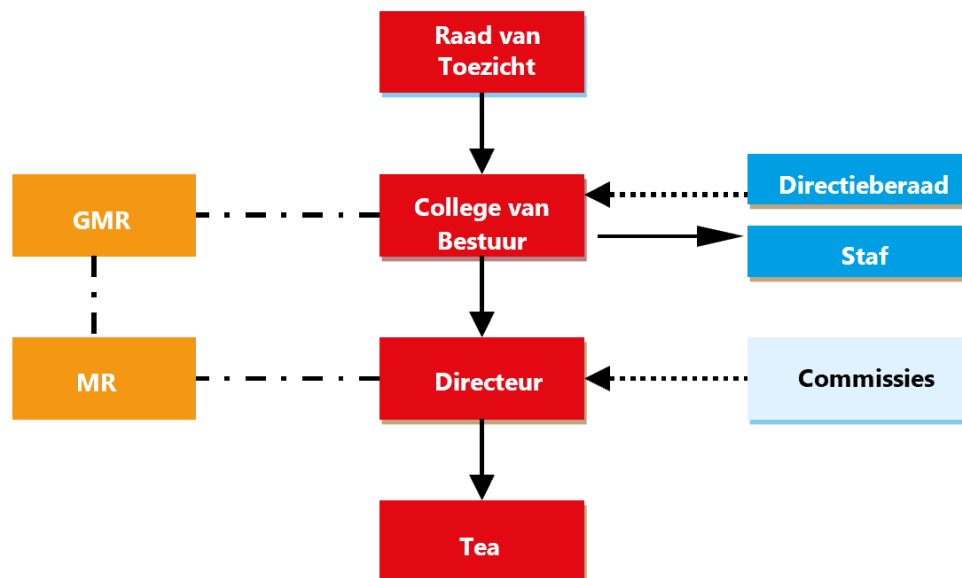 Raad van
Toezicht
GMR
College van
Bestuur
Directieberaad
Staf
MR
Directeur
Commissies
Tea